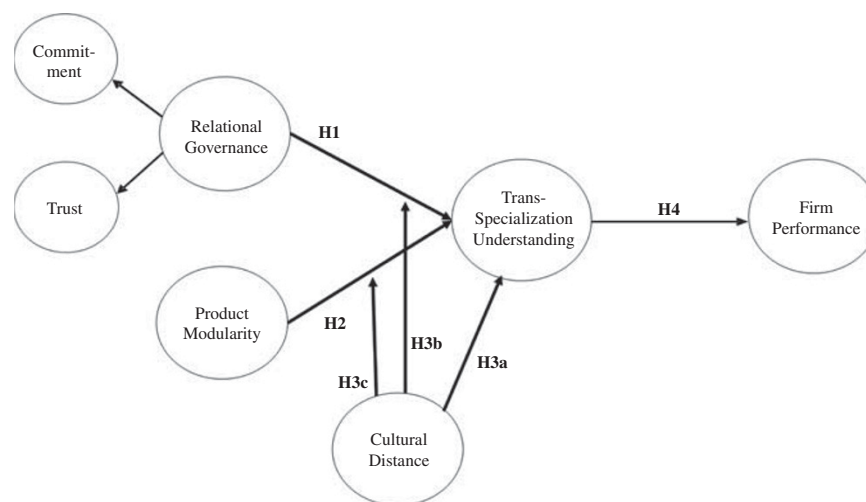 Commit-
ment
Relational
Governance
H1
Trust
Trans-
Specialization
Understanding
H4
Firm
Performance
Product
Modularity
H2
H3b
H3a
H3c
Cultural
Distance